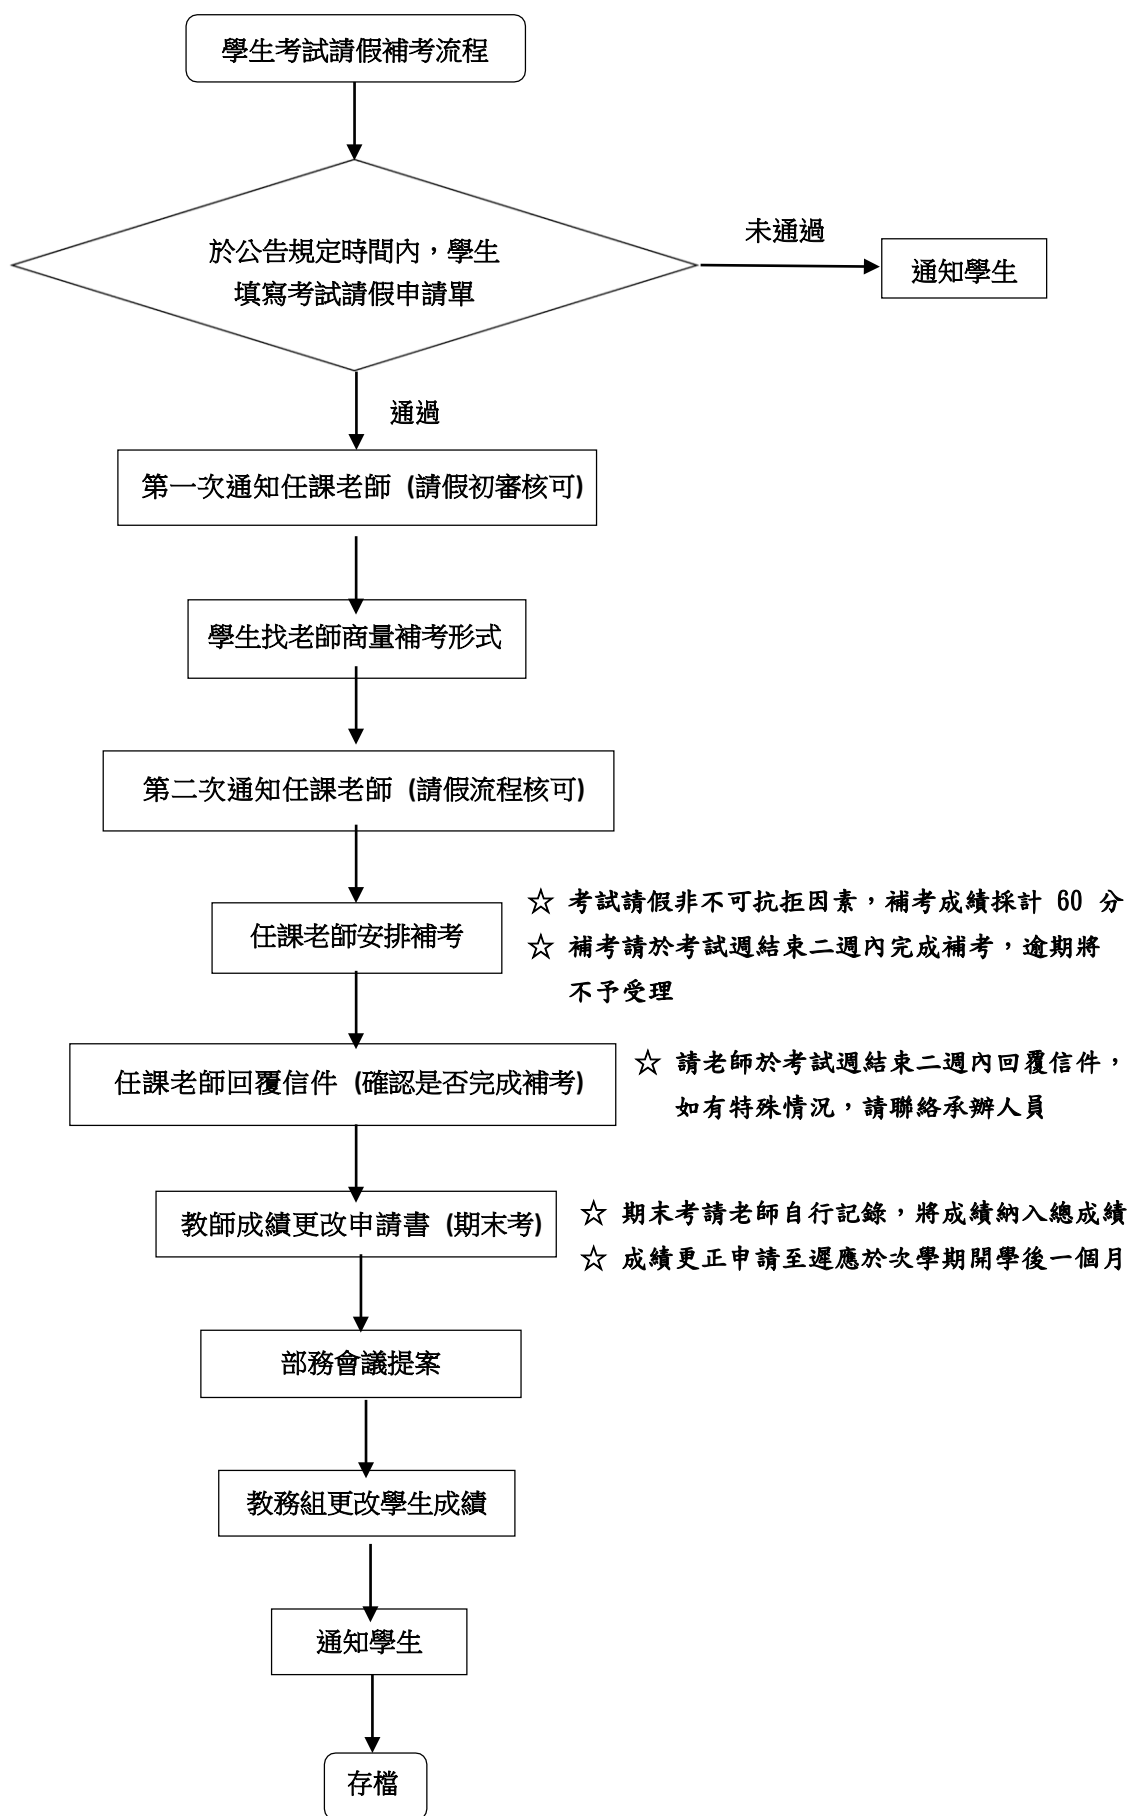 學生考試請假補考流程
於公告規定時間內，學生
填寫考試請假申請單
未通過
通知學生
通過
第一次通知任課老師 (請假初審核可)
學生找老師商量補考形式
第二次通知任課老師 (請假流程核可)
任課老師安排補考
☆ 考試請假非不可抗拒因素，補考成績採計 60 分
☆ 補考請於考試週結束二週內完成補考，逾期將
不予受理
任課老師回覆信件 (確認是否完成補考)
☆ 請老師於考試週結束二週內回覆信件，
如有特殊情況，請聯絡承辦人員
教師成績更改申請書 (期末考)
☆ 期末考請老師自行記錄，將成績納入總成績
☆ 成績更正申請至遲應於次學期開學後一個月
部務會議提案
教務組更改學生成績
通知學生
存檔